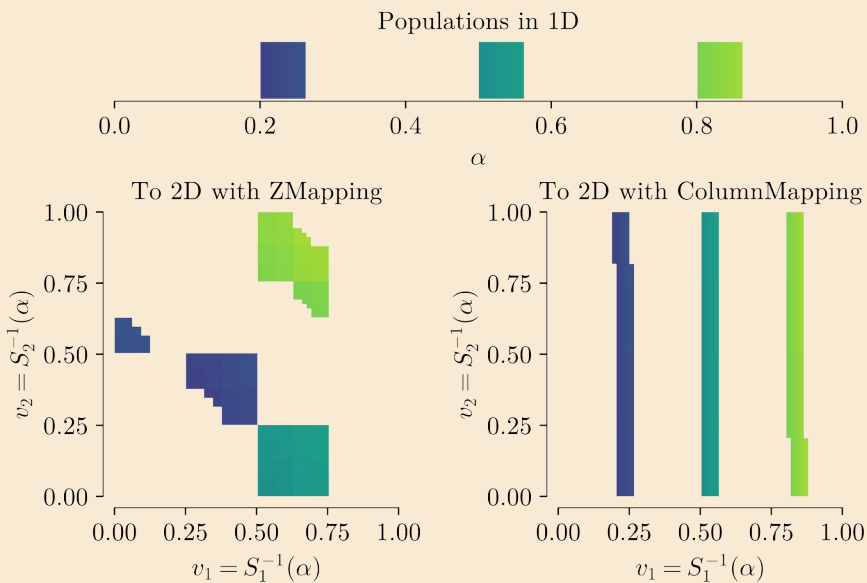 Populations in 1D
0.0 0.2 0.4 0.6 0.8 1.0
α
To 2D with ZMapping
1.00
0.75
0.50
0.25
0.00
v₂ = S₂⁻¹(α)
0.00 0.25 0.50 0.75 1.00
v₁ = S₁⁻¹(α)
To 2D with ColumnMapping
1.00
0.75
0.50
0.25
0.00
v₂ = S₂⁻¹(α)
0.00 0.25 0.50 0.75 1.00
v₁ = S₁⁻¹(α)